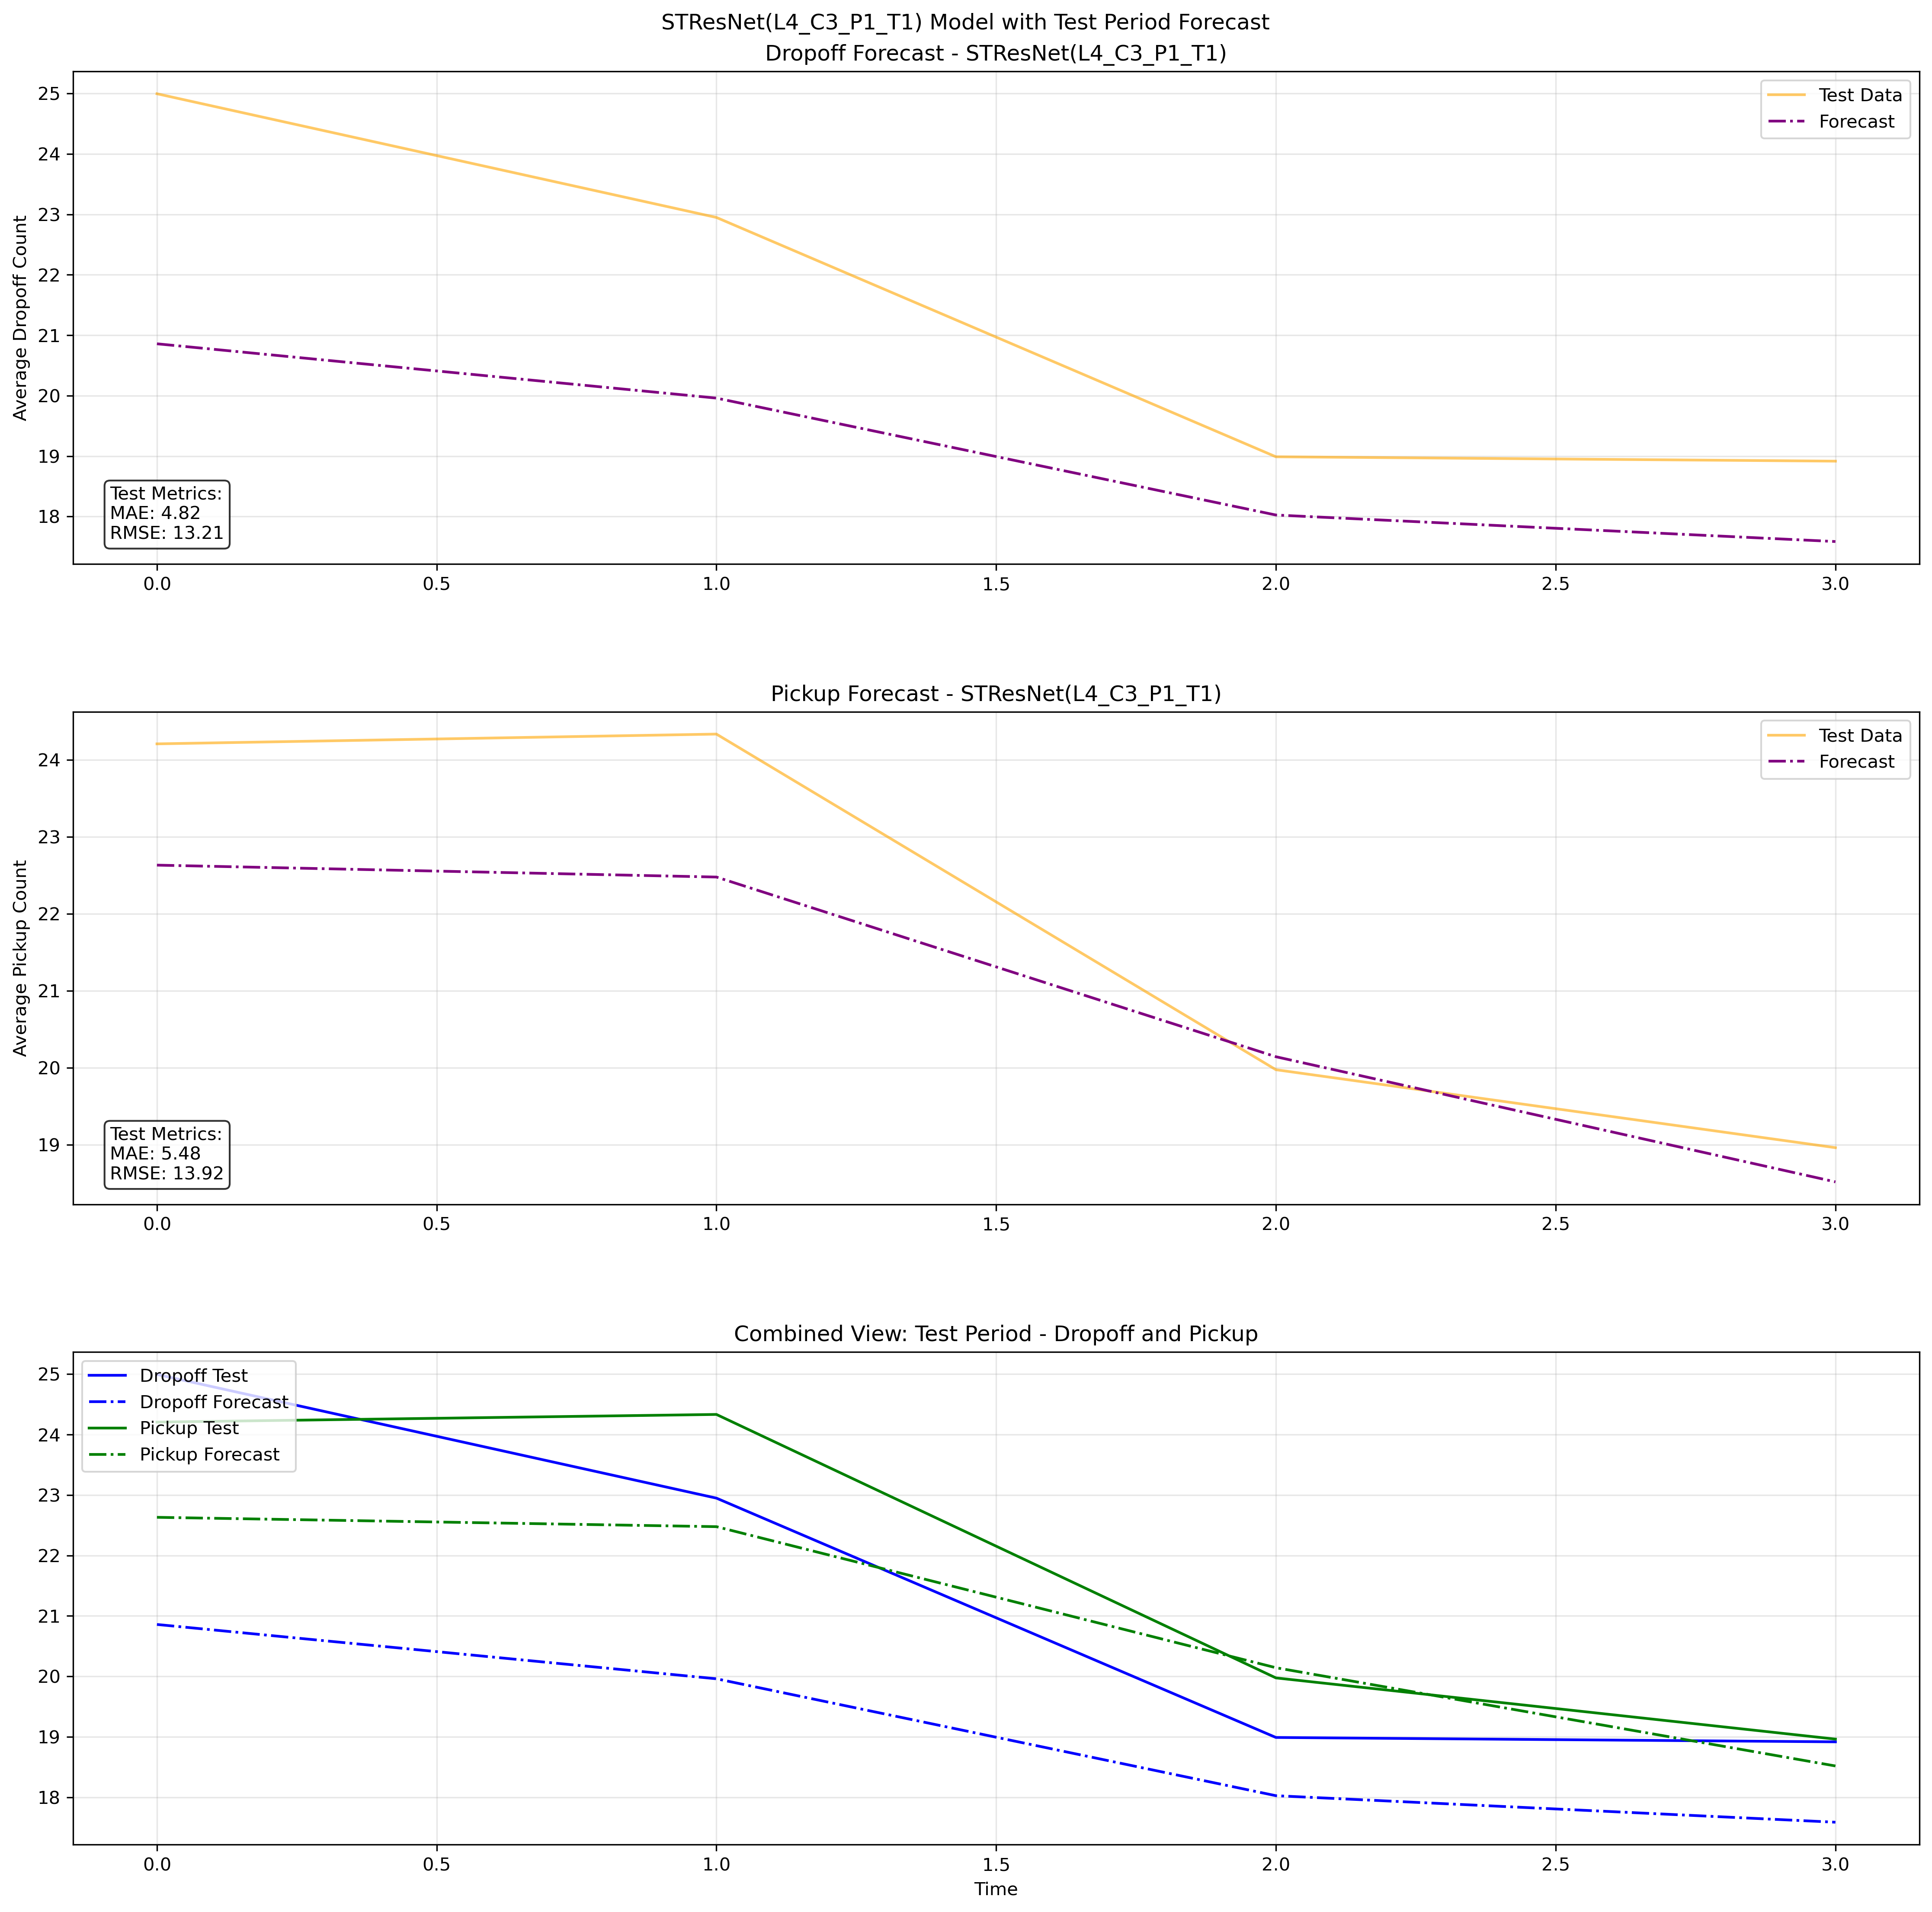 STResNet(L4_C3_P1_T1) Model with Test Period Forecast
Dropoff Forecast - STResNet(L4_C3_P1_T1)
Average Dropoff Count
25
24
23
22
21
20
19
18
Test Data
Forecast
Test Metrics:
MAE: 4.82
RMSE: 13.21
0.0 0.5 1.0 1.5 2.0 2.5 3.0
Pickup Forecast - STResNet(L4_C3_P1_T1)
Average Pickup Count
24
23
22
21
20
19
Test Data
Forecast
Test Metrics:
MAE: 5.48
RMSE: 13.92
0.0 0.5 1.0 1.5 2.0 2.5 3.0
Combined View: Test Period - Dropoff and Pickup
25
24
23
22
21
20
19
18
Dropoff Test
Dropoff Forecast
Pickup Test
Pickup Forecast
0.0 0.5 1.0 1.5 2.0 2.5 3.0
Time